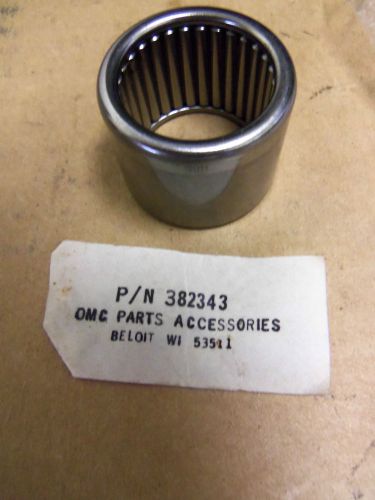 P/N 382343
OMC PARTS ACCESSORIES
BELOIT WI 53511